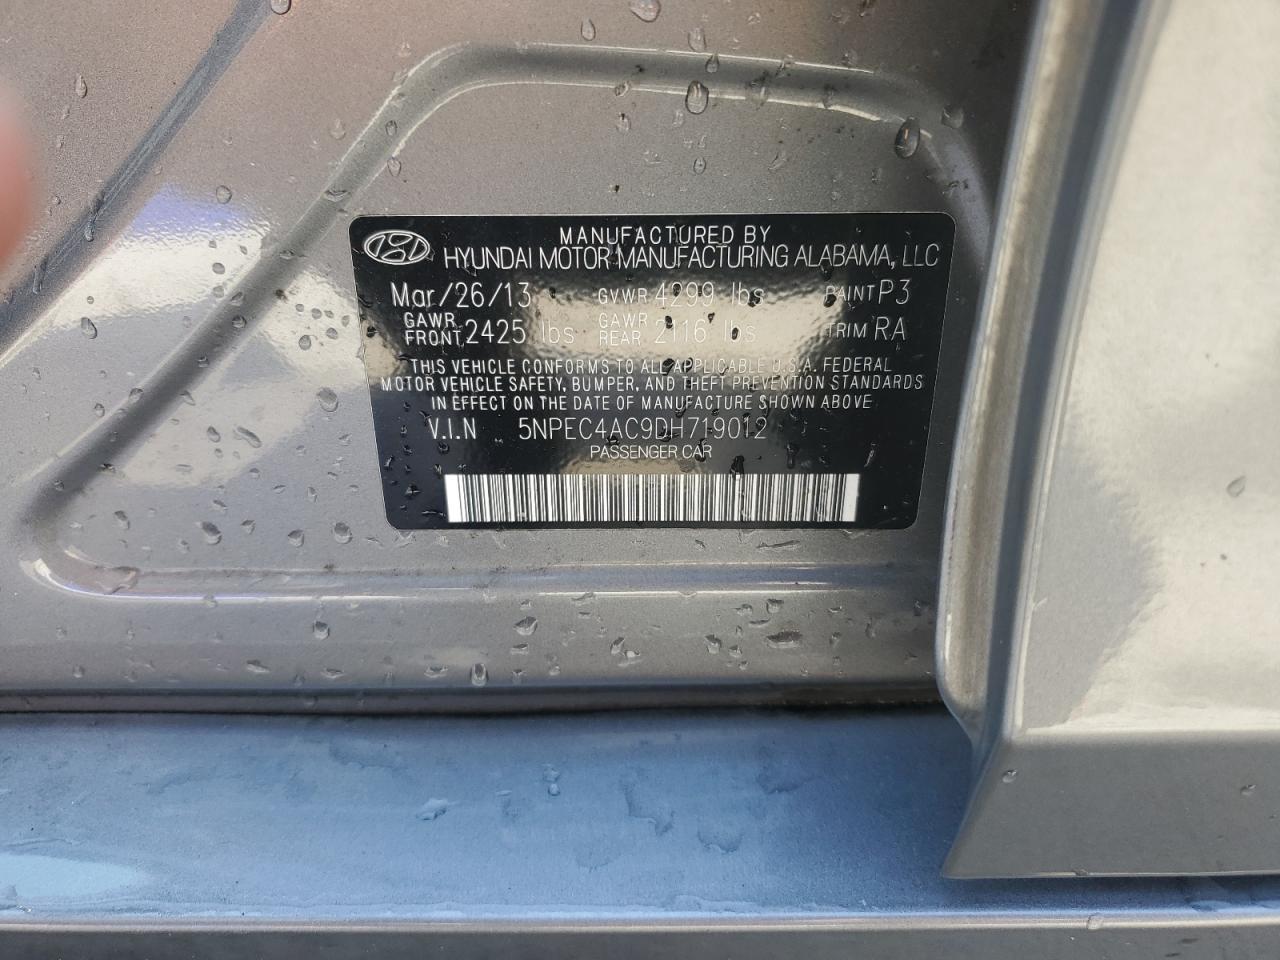 MANUFACTURED BY
HYUNDAI MOTOR MANUFACTURING ALABAMA, LLC
Mar/26/13 GVWR 4299 lbs PAINT P3
GAWR FRONT 2425 lbs GAWR REAR 2116 lbs TRIM RA
THIS VEHICLE CONFORMS TO ALL APPLICABLE U.S.A. FEDERAL
MOTOR VEHICLE SAFETY, BUMPER, AND THEFT PREVENTION STANDARDS
IN EFFECT ON THE DATE OF MANUFACTURE SHOWN ABOVE
V.I.N 5NPEC4AC9DH719012
PASSENGER CAR